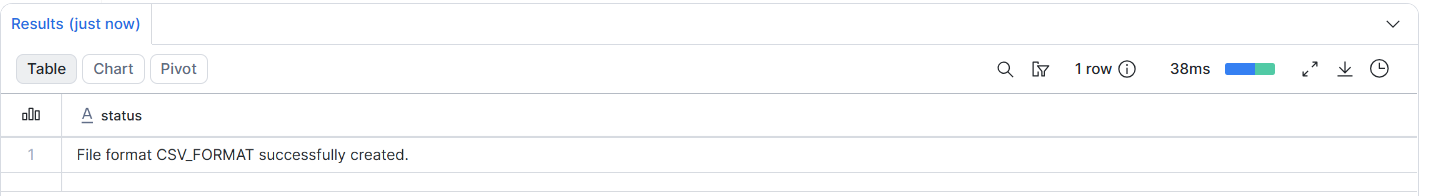 Results (just now)
Table Chart Pivot 1 row 38ms
A status
1 File format CSV_FORMAT successfully created.